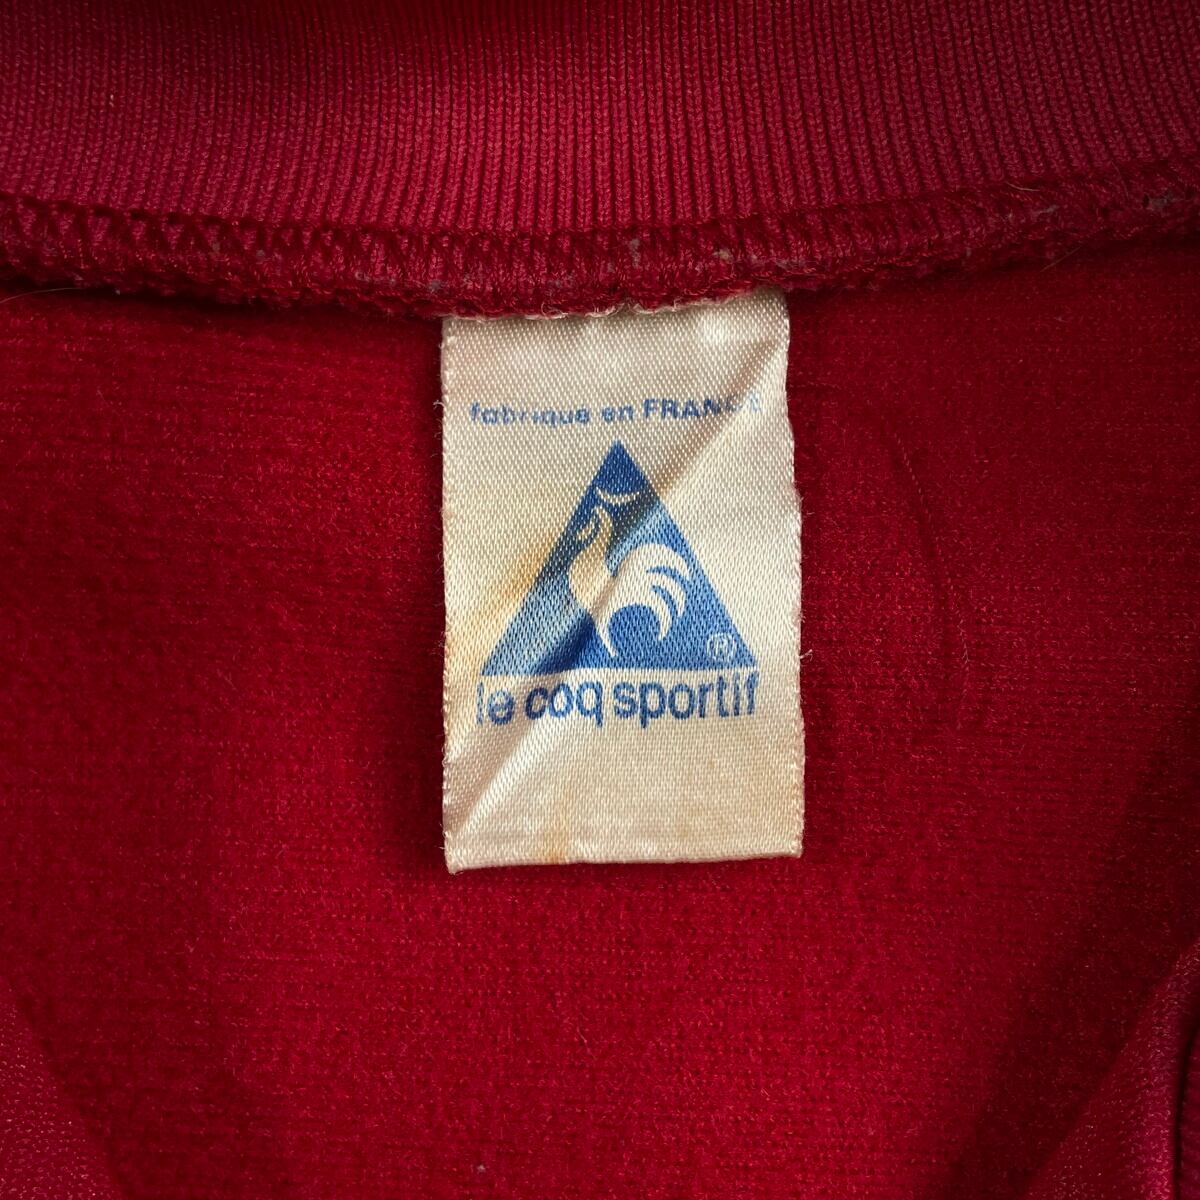 fabrique en FRANCE
®
le coq sportif